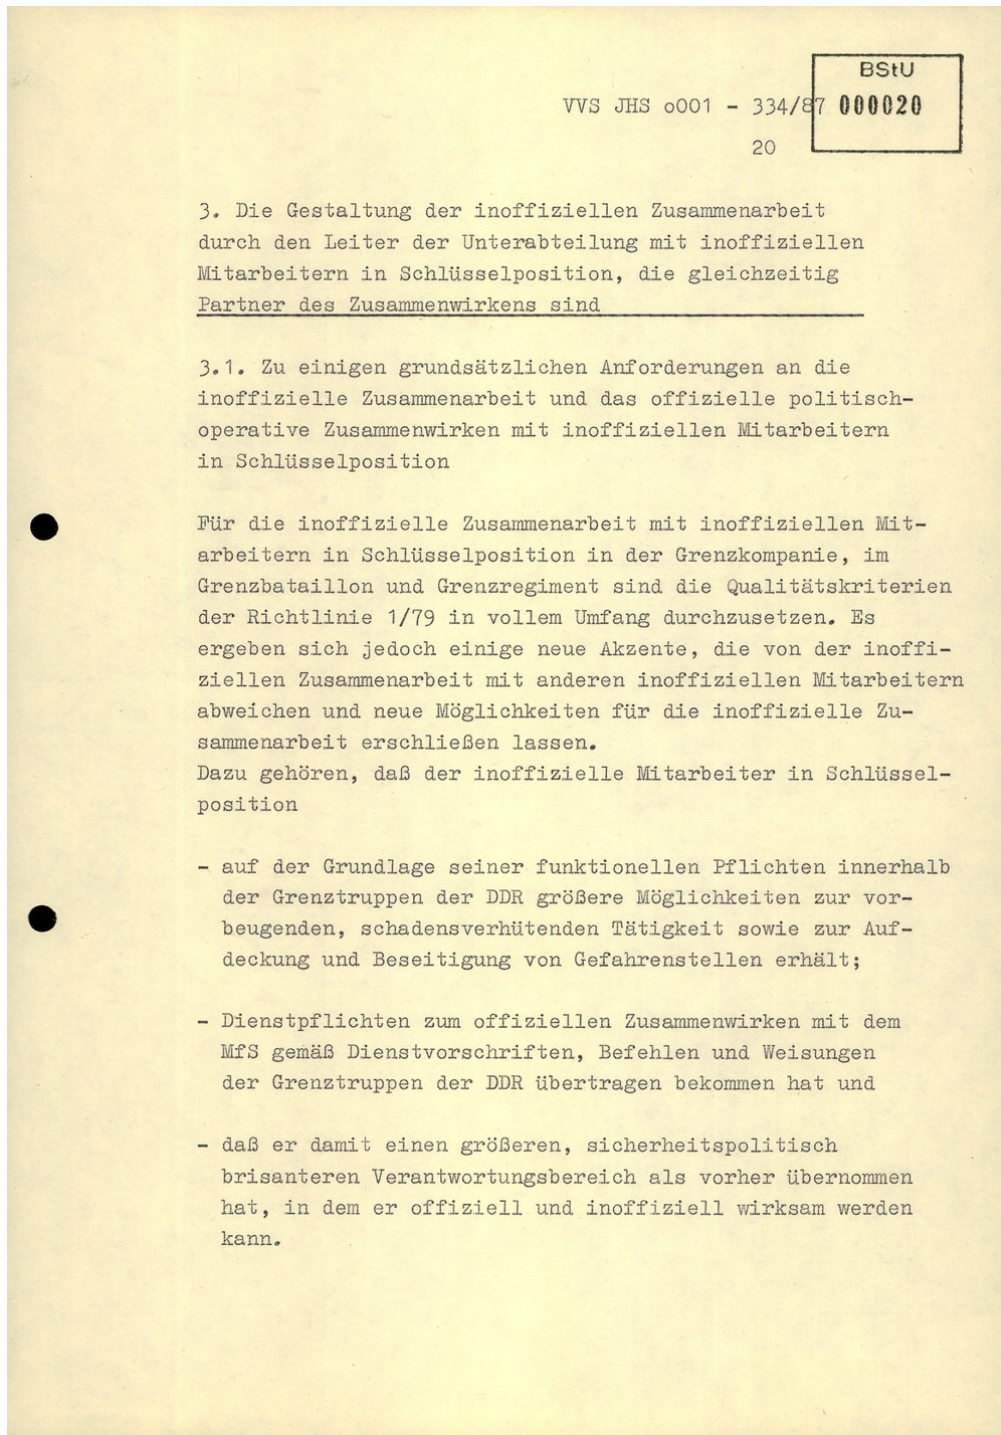 BStU
VVS JHS o001 - 334/87 000020
20
3. Die Gestaltung der inoffiziellen Zusammenarbeit
durch den Leiter der Unterabteilung mit inoffiziellen
Mitarbeitern in Schlüsselposition, die gleichzeitig
Partner des Zusammenwirkens sind
3.1. Zu einigen grundsätzlichen Anforderungen an die
inoffizielle Zusammenarbeit und das offizielle politisch-
operative Zusammenwirken mit inoffiziellen Mitarbeitern
in Schlüsselposition
Für die inoffizielle Zusammenarbeit mit inoffiziellen Mit-
arbeitern in Schlüsselposition in der Grenzkompanie, im
Grenzbataillon und Grenzregiment sind die Qualitätskriterien
der Richtlinie 1/79 in vollem Umfang durchzusetzen. Es
ergeben sich jedoch einige neue Akzente, die von der inoffi-
ziellen Zusammenarbeit mit anderen inoffiziellen Mitarbeitern
abweichen und neue Möglichkeiten für die inoffizielle Zu-
sammenarbeit erschließen lassen.
Dazu gehören, daß der inoffizielle Mitarbeiter in Schlüssel-
position
- auf der Grundlage seiner funktionellen Pflichten innerhalb
der Grenztruppen der DDR größere Möglichkeiten zur vor-
beugenden, schadensverhütenden Tätigkeit sowie zur Auf-
deckung und Beseitigung von Gefahrenstellen erhält;
- Dienstpflichten zum offiziellen Zusammenwirken mit dem
MfS gemäß Dienstvorschriften, Befehlen und Weisungen
der Grenztruppen der DDR übertragen bekommen hat und
- daß er damit einen größeren, sicherheitspolitisch
brisanteren Verantwortungsbereich als vorher übernommen
hat, in dem er offiziell und inoffiziell wirksam werden
kann.